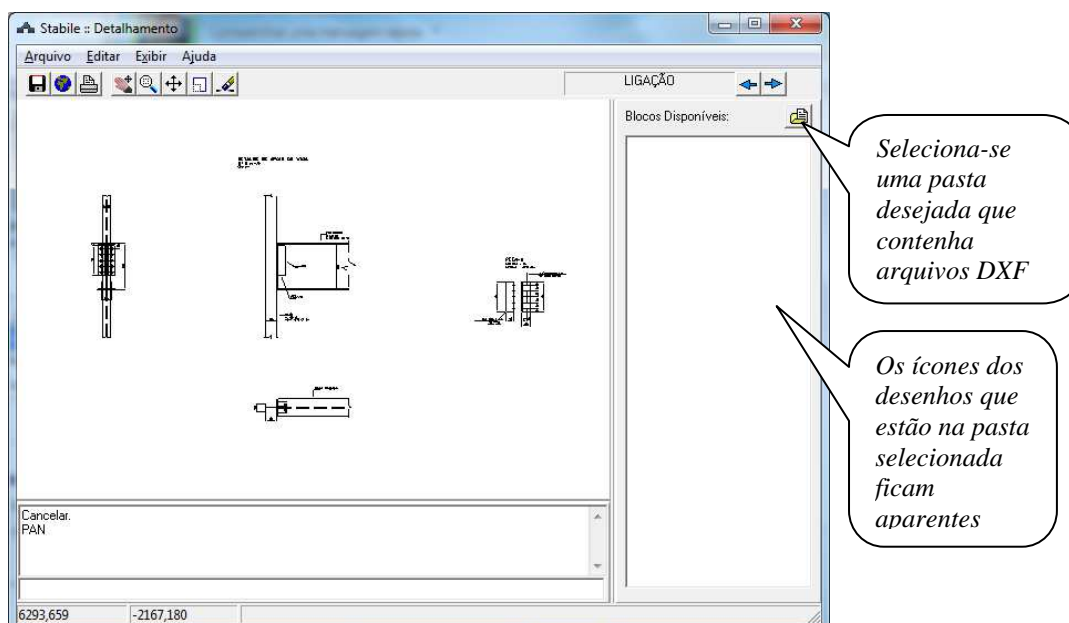 Stabile :: Detalhamento
Arquivo Editar Exibir Ajuda
LIGAÇÃO
Blocos Disponíveis:
Seleciona-se
uma pasta
desejada que
contenha
arquivos DXF
Os ícones dos
desenhos que
estão na pasta
selecionada
ficam
aparentes
Cancelar.
PAN
6293,659 -2167,180